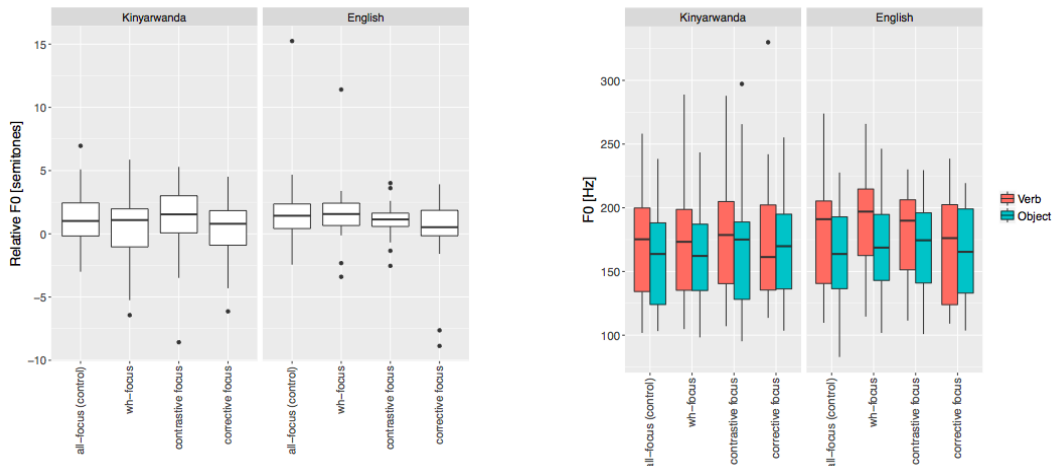 Kinyarwanda English
Relative F0 [semitones]
15
10
5
0
−5
−10
all−focus (control)
wh−focus
contrastive focus
corrective focus
all−focus (control)
wh−focus
contrastive focus
corrective focus
Kinyarwanda English
F0 [Hz]
300
250
200
150
100
all−focus (control)
wh−focus
contrastive focus
corrective focus
all−focus (control)
wh−focus
contrastive focus
corrective focus
Verb
Object